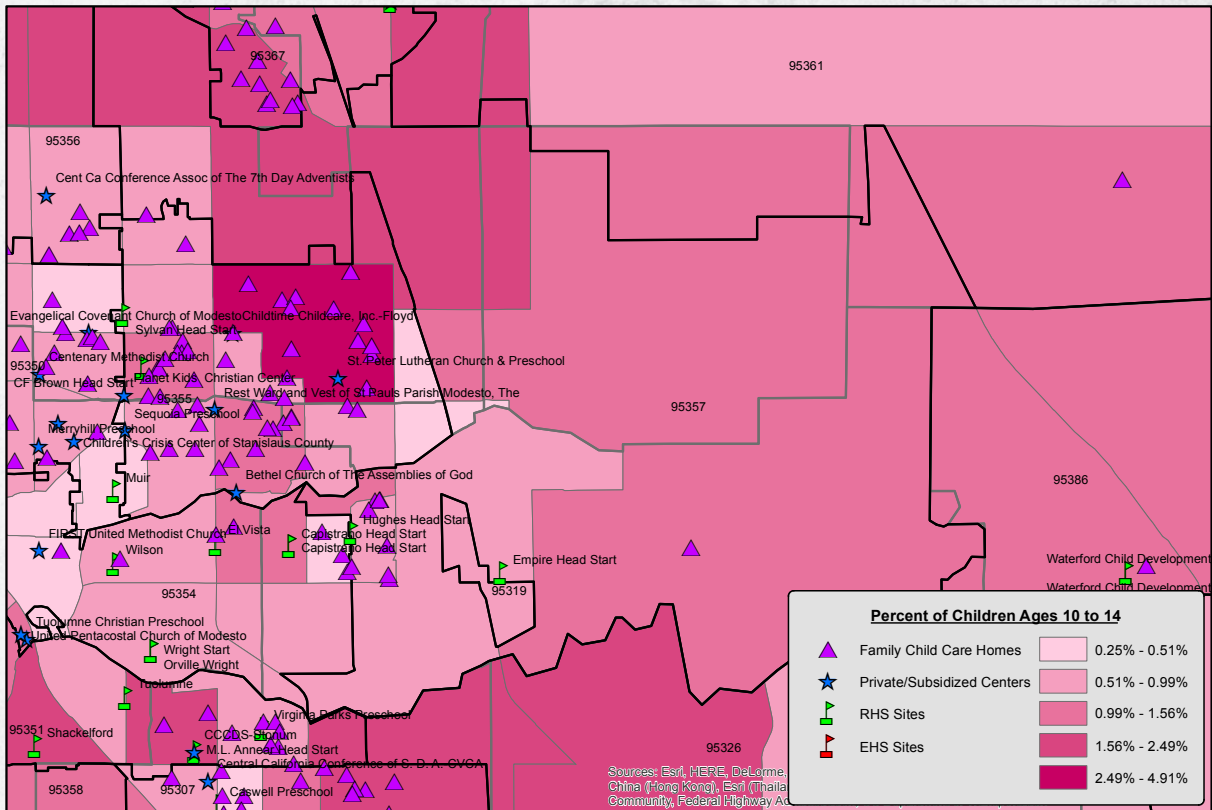 95367
95361
95356
Cent Ca Conference Assoc of The 7th Day Adventists
Evangelical Covenant Church of Modesto
Childtime Childcare, Inc.-Floyd
Sylvan Head Start
Centenary Methodist Church
St. Peter Lutheran Church & Preschool
95350
CF Brown Head Start
Janet Kids
Christian Center
Rest Ward and Vest of St Pauls Parish Modesto, The
95355
95357
Sequoia Preschool
Merryhill Preschool
Children's Crisis Center of Stanislaus County
Muir
Bethel Church of The Assemblies of God
95386
Hughes Head Start
FIRST United Methodist Church
El Vista
Capistrano Head Start
Capistrano Head Start
Wilson
Empire Head Start
Waterford Child Development
Waterford Child Development
95319
95354
Tuolumne Christian Preschool
United Pentacostal Church of Modesto
Wright Start
Orville Wright
Tuolumne
Virginia Parks Preschool
95351
Shackelford
M.L. Annear Head Start
Central California Conference of S. D. A.
95326
95358
95307
Caswell Preschool
Sources: Esri, HERE, DeLorme,
China (Hong Kong), Esri
Community, Federal Highway
Percent of Children Ages 10 to 14
Family Child Care Homes
0.25% - 0.51%
Private/Subsidized Centers
0.51% - 0.99%
RHS Sites
0.99% - 1.56%
EHS Sites
1.56% - 2.49%
2.49% - 4.91%